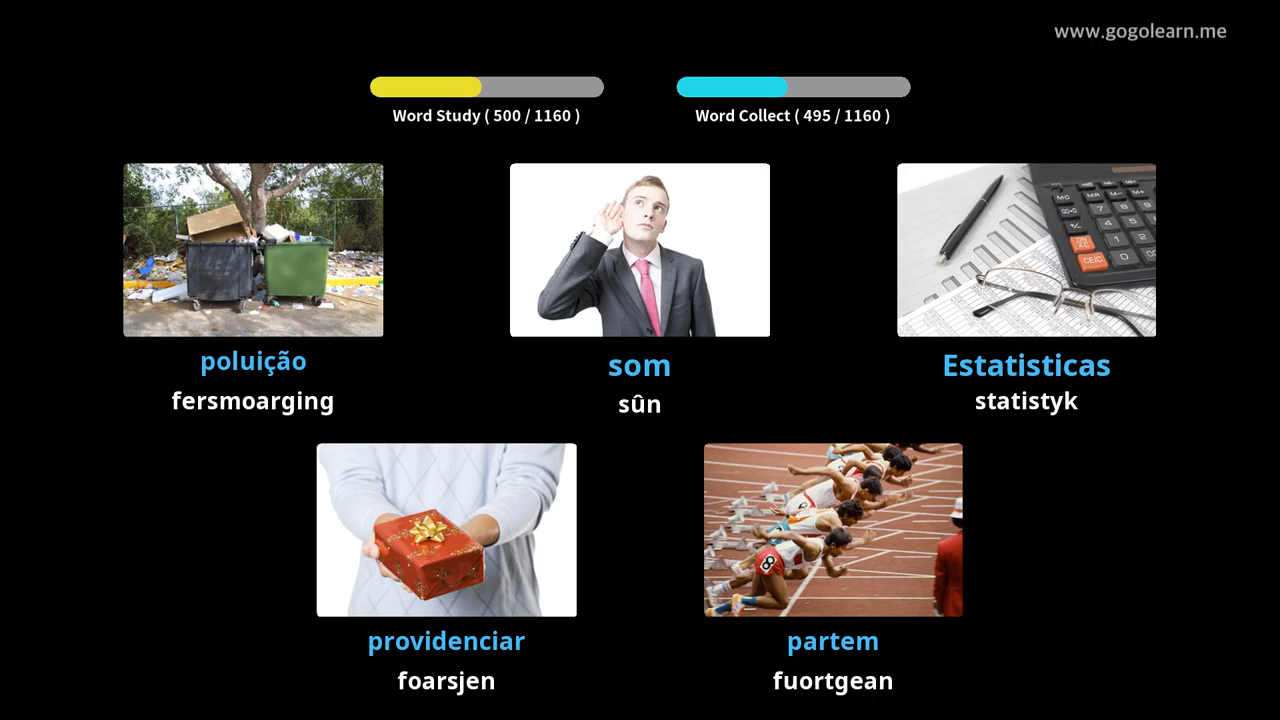 www.gogolearn.me
Word Study ( 500 / 1160 )
Word Collect ( 495 / 1160 )
poluição
fersmoarging
som
sûn
Estatisticas
statistyk
providenciar
foarsjen
partem
fuortgean